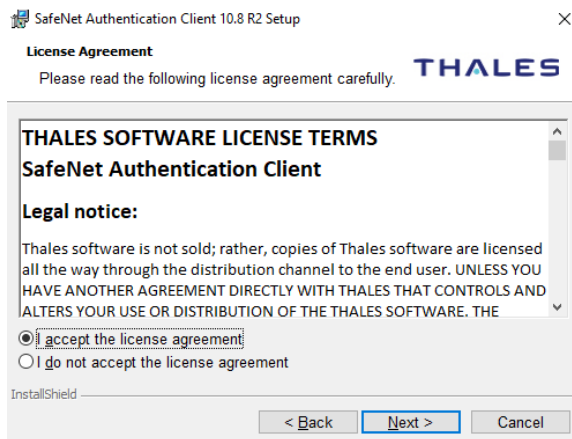 SafeNet Authentication Client 10.8 R2 Setup
License Agreement
Please read the following license agreement carefully.
THALES
THALES SOFTWARE LICENSE TERMS
SafeNet Authentication Client
Legal notice:
Thales software is not sold; rather, copies of Thales software are licensed
all the way through the distribution channel to the end user. UNLESS YOU
HAVE ANOTHER AGREEMENT DIRECTLY WITH THALES THAT CONTROLS AND
ALTERS YOUR USE OR DISTRIBUTION OF THE THALES SOFTWARE. THE
I accept the license agreement
I do not accept the license agreement
InstallShield
< Back Next > Cancel